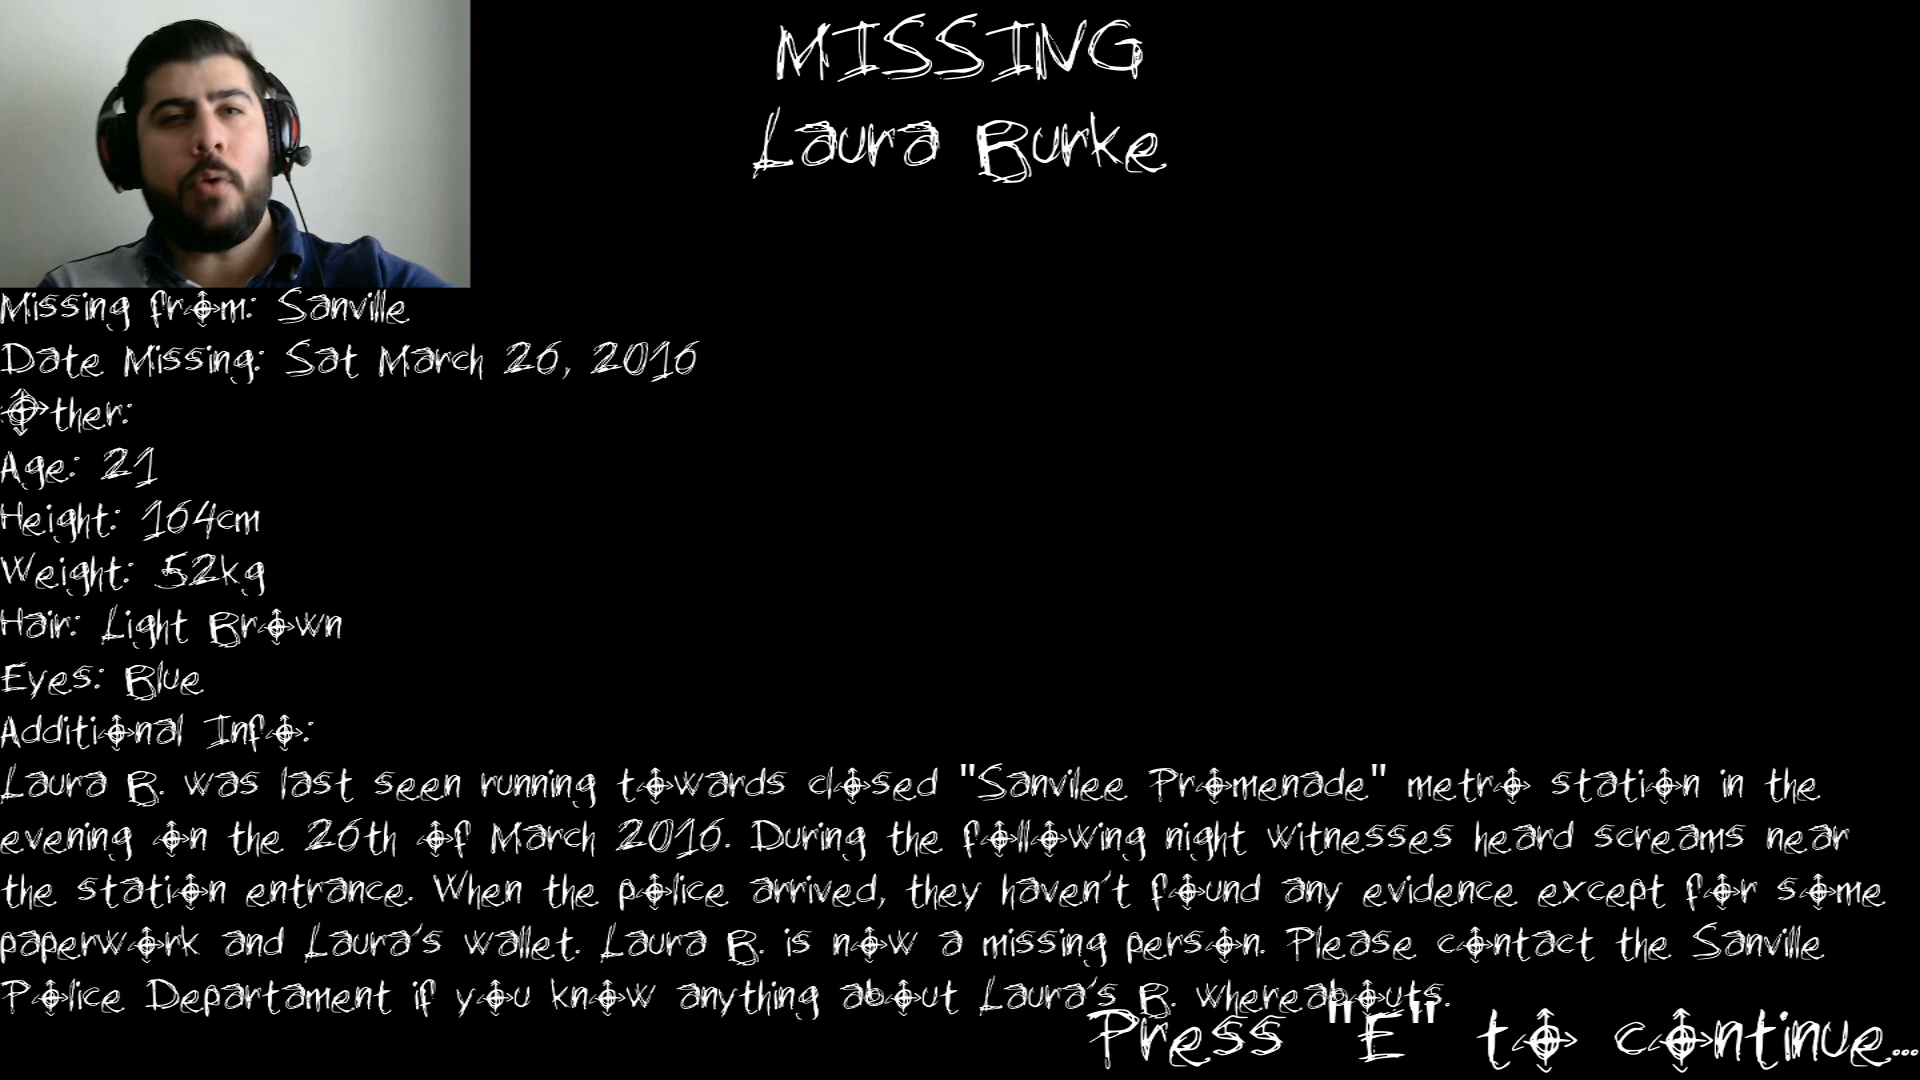 MISSING
Laura Burke
Missing from: Sanville
Date Missing: Sat March 26, 2016
Other:
Age: 21
Height: 164cm
Weight: 52kg
Hair: Light Brown
Eyes: Blue
Additional Info:
Laura B. was last seen running towards closed "Sanvilee Promenade" metro station in the
evening on the 26th of March 2016. During the following night witnesses heard screams near
the station entrance. When the police arrived, they haven't found any evidence except for some
paperwork and Laura's wallet. Laura B. is now a missing person. Please contact the Sanville
Police Departament if you know anything about Laura's B. whereabouts.
Press "E" to continue...